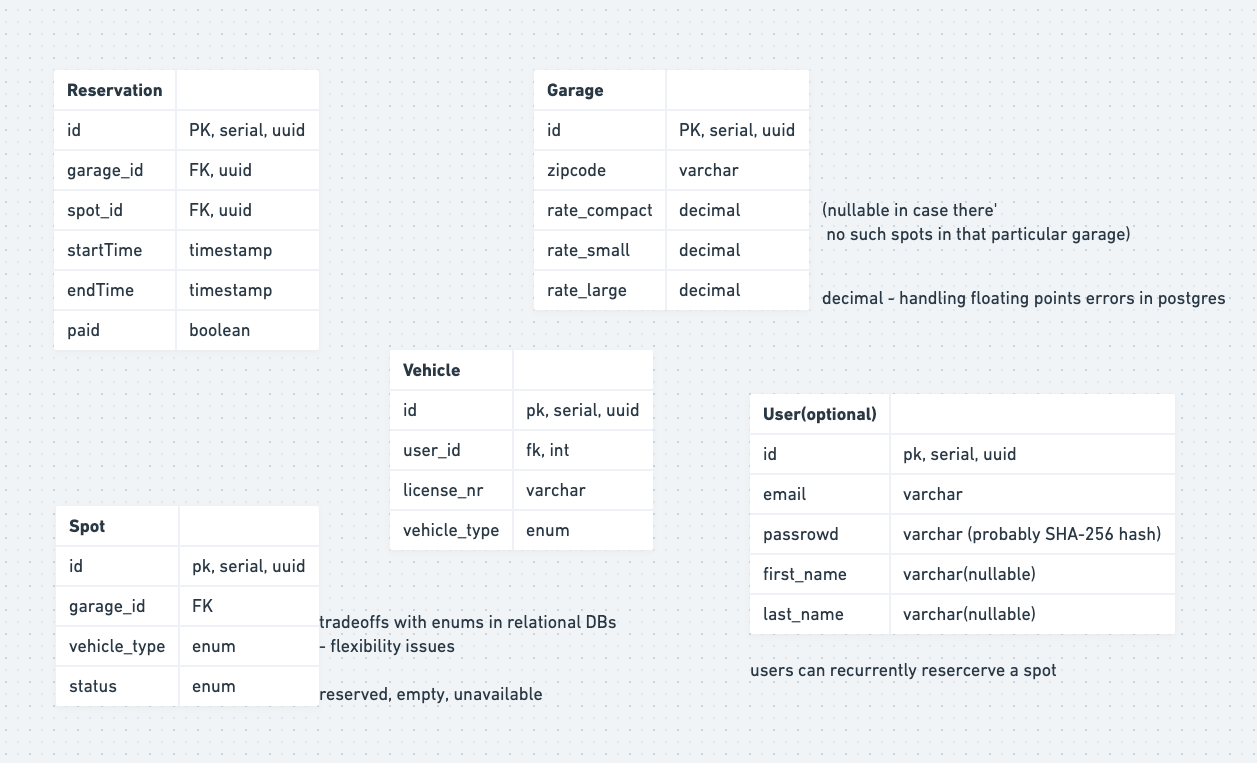 Reservation
id PK, serial, uuid
garage_id FK, uuid
spot_id FK, uuid
startTime timestamp
endTime timestamp
paid boolean
Garage
id PK, serial, uuid
zipcode varchar
rate_compact decimal
rate_small decimal
rate_large decimal
(nullable in case there'
no such spots in that particular garage)
decimal - handling floating points errors in postgres
Vehicle
id pk, serial, uuid
user_id fk, int
license_nr varchar
vehicle_type enum
User(optional)
id pk, serial, uuid
email varchar
passrowd varchar (probably SHA-256 hash)
first_name varchar(nullable)
last_name varchar(nullable)
users can recurrently resercerve a spot
Spot
id pk, serial, uuid
garage_id FK
vehicle_type enum
status enum
tradeoffs with enums in relational DBs
- flexibility issues
reserved, empty, unavailable